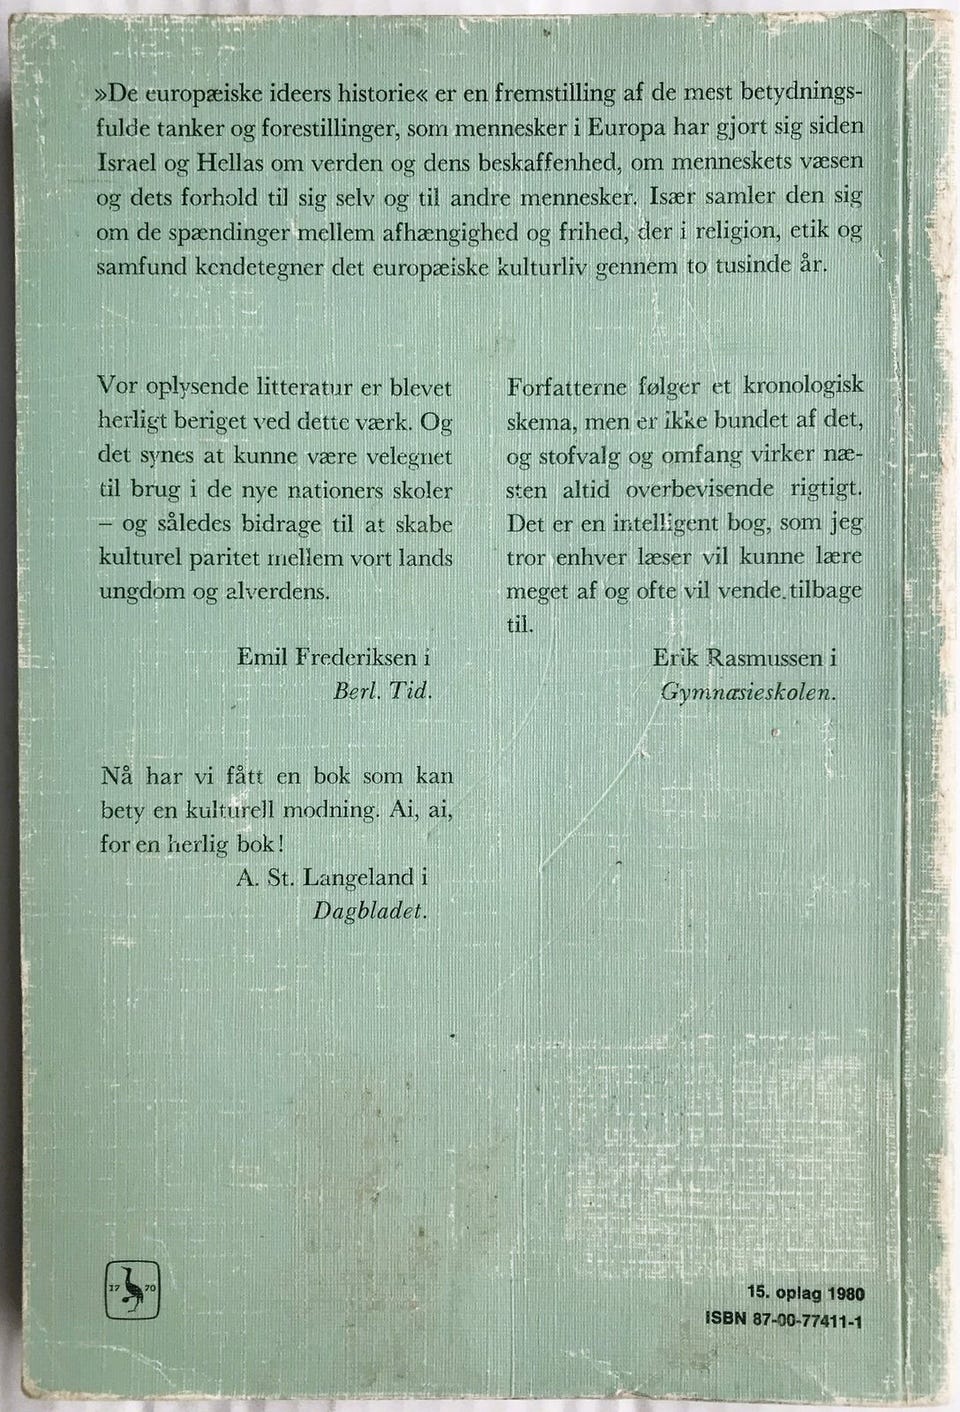 »De europæiske ideers historie« er en fremstilling af de mest betydnings-
fulde tanker og forestillinger, som mennesker i Europa har gjort sig siden
Israel og Hellas om verden og dens beskaffenhed, om menneskets væsen
og dets forhold til sig selv og til andre mennesker. Især samler den sig
om de spændinger mellem afhængighed og frihed, der i religion, etik og
samfund kendetegner det europæiske kulturliv gennem to tusinde år.
Vor oplysende litteratur er blevet
herligt beriget ved dette værk. Og
det synes at kunne være velegnet
til brug i de nye nationers skoler
– og således bidrage til at skabe
kulturel paritet mellem vort lands
ungdom og alverdens.
Emil Frederiksen i
Berl. Tid.
Nå har vi fått en bok som kan
bety en kulturell modning. Ai, ai,
for en herlig bok!
A. St. Langeland i
Dagbladet.
Forfatterne følger et kronologisk
skema, men er ikke bundet af det,
og stofvalg og omfang virker næ-
sten altid overbevisende rigtigt.
Det er en intelligent bog, som jeg
tror enhver læser vil kunne lære
meget af og ofte vil vende tilbage
til.
Erik Rasmussen i
Gymnasieskolen.
17 70
15. oplag 1980
ISBN 87-00-77411-1